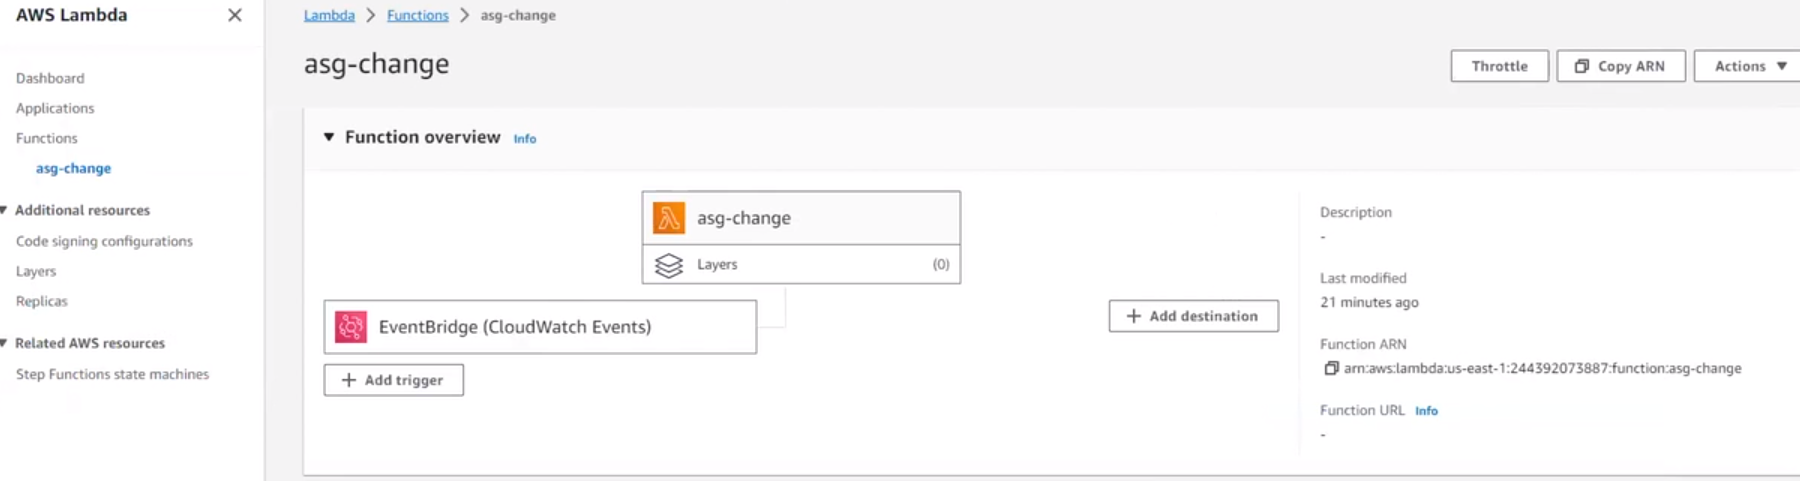 AWS Lambda
Dashboard
Applications
Functions
asg-change
Additional resources
Code signing configurations
Layers
Replicas
Related AWS resources
Step Functions state machines
Lambda > Functions > asg-change
asg-change
Throttle
Copy ARN
Actions
Function overview Info
asg-change
Layers (0)
EventBridge (CloudWatch Events)
+ Add trigger
+ Add destination
Description
-
Last modified
21 minutes ago
Function ARN
arn:aws:lambda:us-east-1:244392073887:function:asg-change
Function URL Info
-